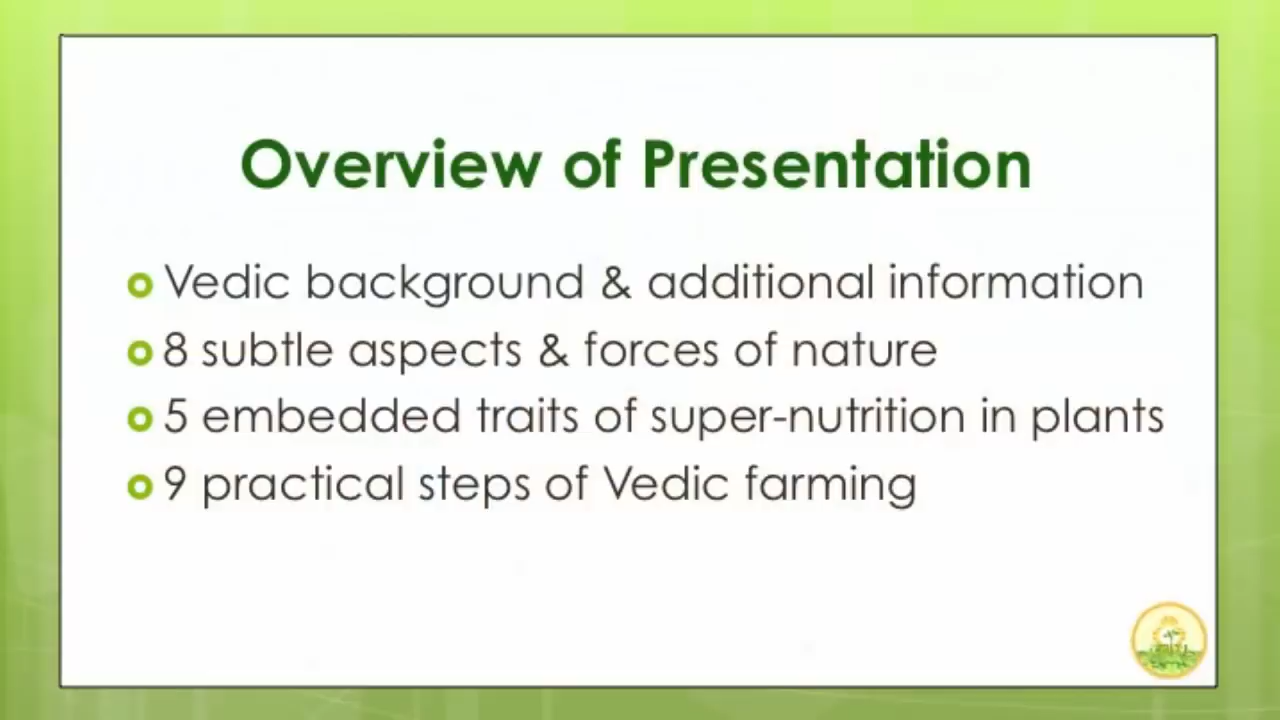 Overview of Presentation
Vedic background & additional information
8 subtle aspects & forces of nature
5 embedded traits of super-nutrition in plants
9 practical steps of Vedic farming